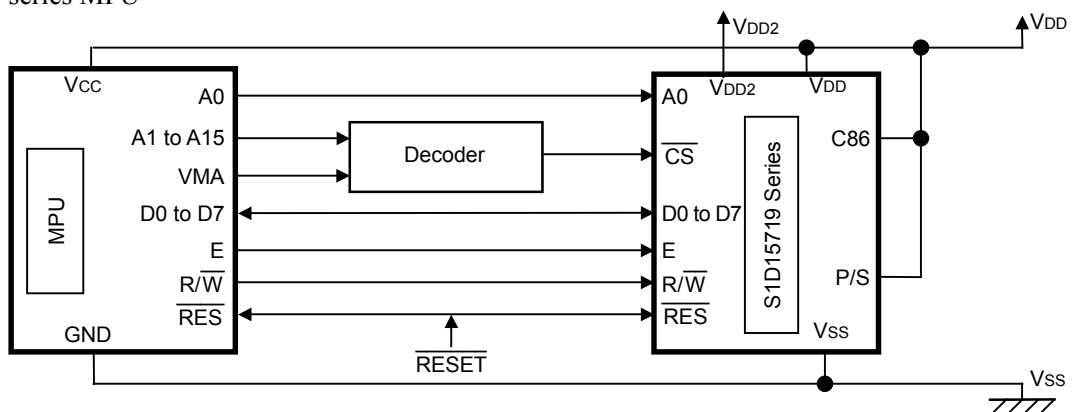 series MPU
VDD2
VDD
VCC
VDD2
VDD
A0
A0
A1 to A15
Decoder
CS
C86
VMA
MPU
D0 to D7
D0 to D7
S1D15719 Series
E
E
R/W
R/W
P/S
RES
RES
GND
RESET
VSS
VSS